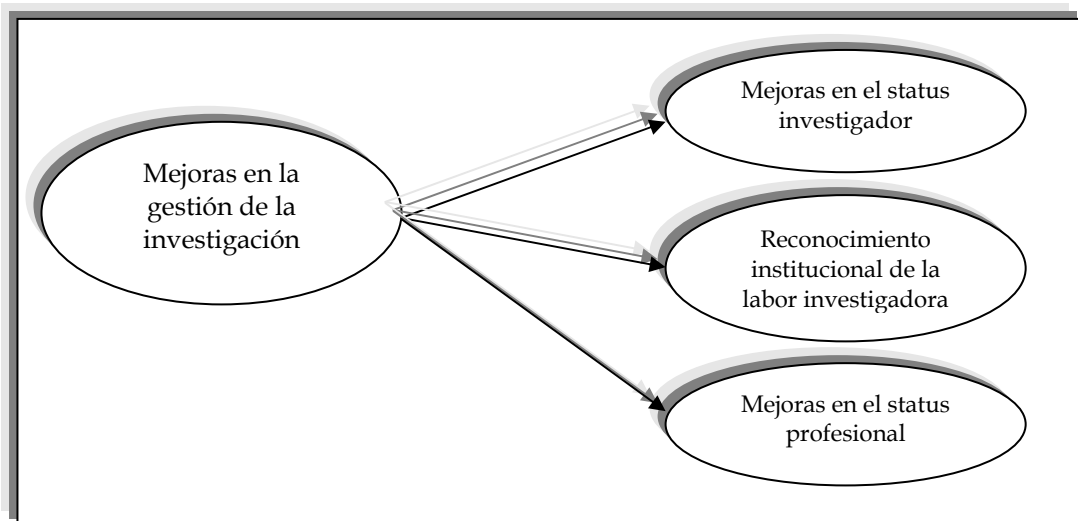 Mejoras en la
gestión de la
investigación
Mejoras en el status
investigador
Reconocimiento
institucional de la
labor investigadora
Mejoras en el status
profesional